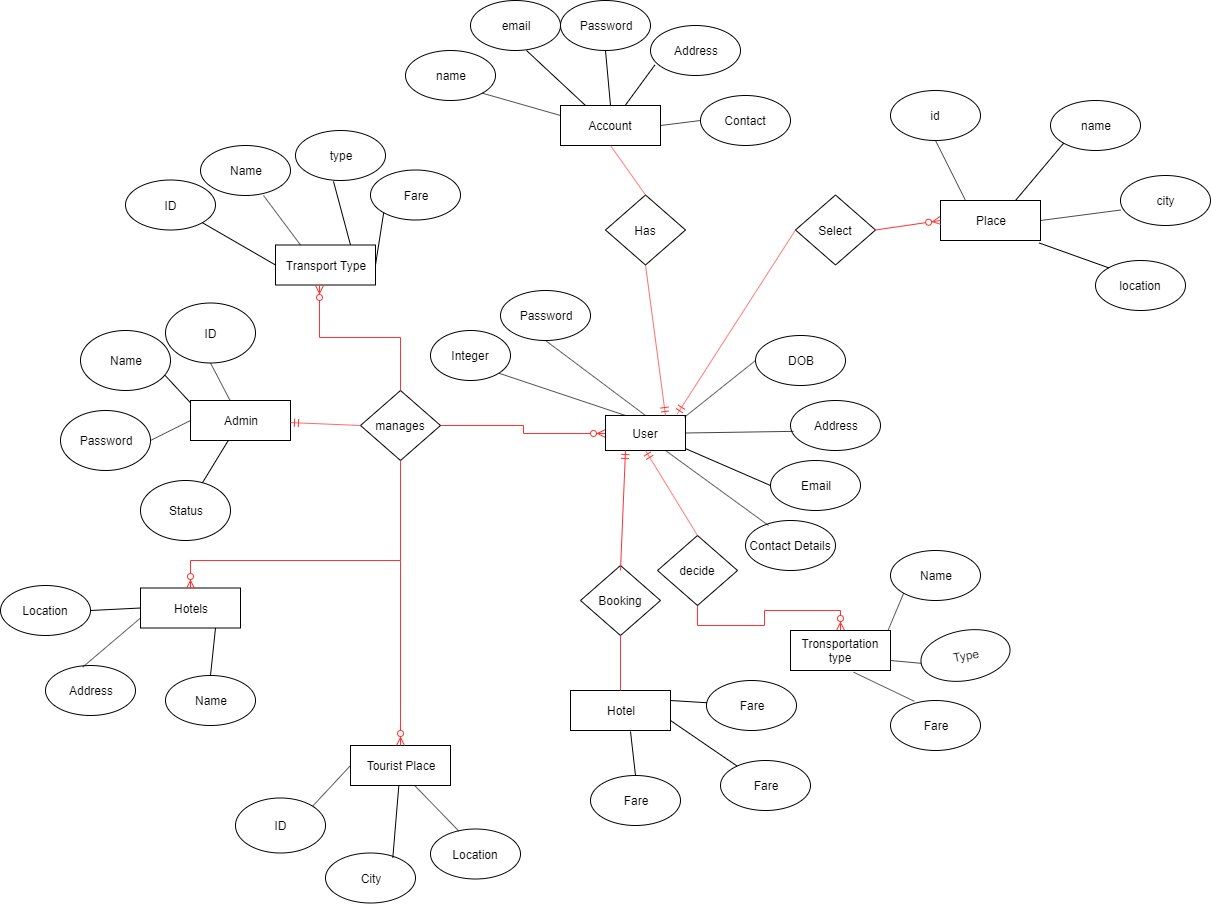 email
Password
Address
name
Account
Contact
id
name
city
Place
location
type
Name
Fare
ID
Transport Type
Has
Select
Password
Integer
DOB
ID
Name
Admin
Password
Status
manages
User
Address
Email
Contact Details
decide
Booking
Name
Tronsportation
type
Type
Fare
Location
Hotels
Address
Name
Hotel
Fare
Fare
Fare
Tourist Place
ID
Location
City